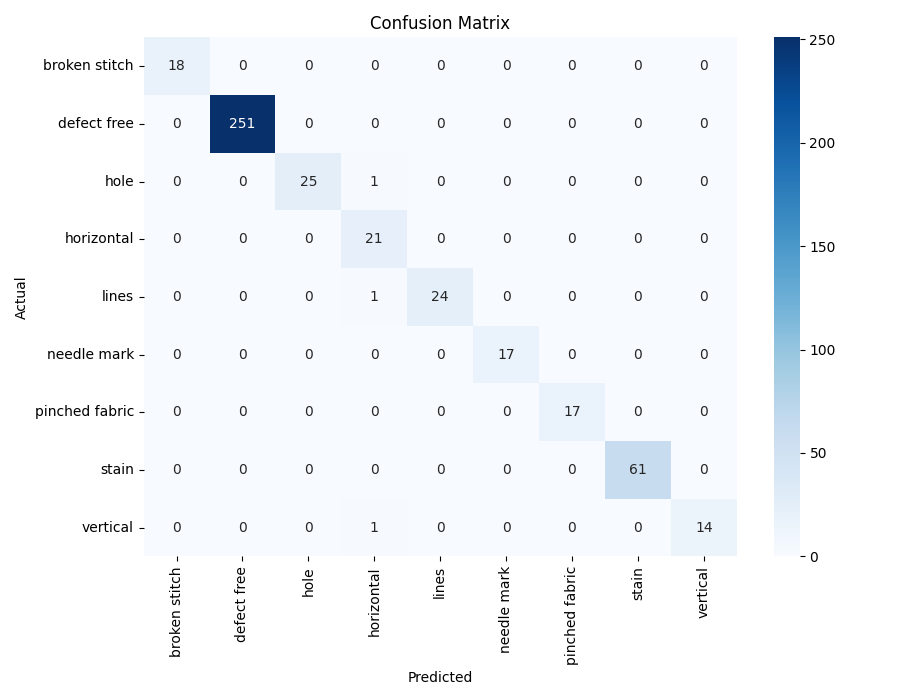 Confusion Matrix
Actual
broken stitch 18 0 0 0 0 0 0 0 0
defect free 0 251 0 0 0 0 0 0 0
hole 0 0 25 1 0 0 0 0 0
horizontal 0 0 0 21 0 0 0 0 0
lines 0 0 0 1 24 0 0 0 0
needle mark 0 0 0 0 0 17 0 0 0
pinched fabric 0 0 0 0 0 0 17 0 0
stain 0 0 0 0 0 0 0 61 0
vertical 0 0 0 1 0 0 0 0 14
broken stitch
defect free
hole
horizontal
lines
needle mark
pinched fabric
stain
vertical
Predicted
250
200
150
100
50
0